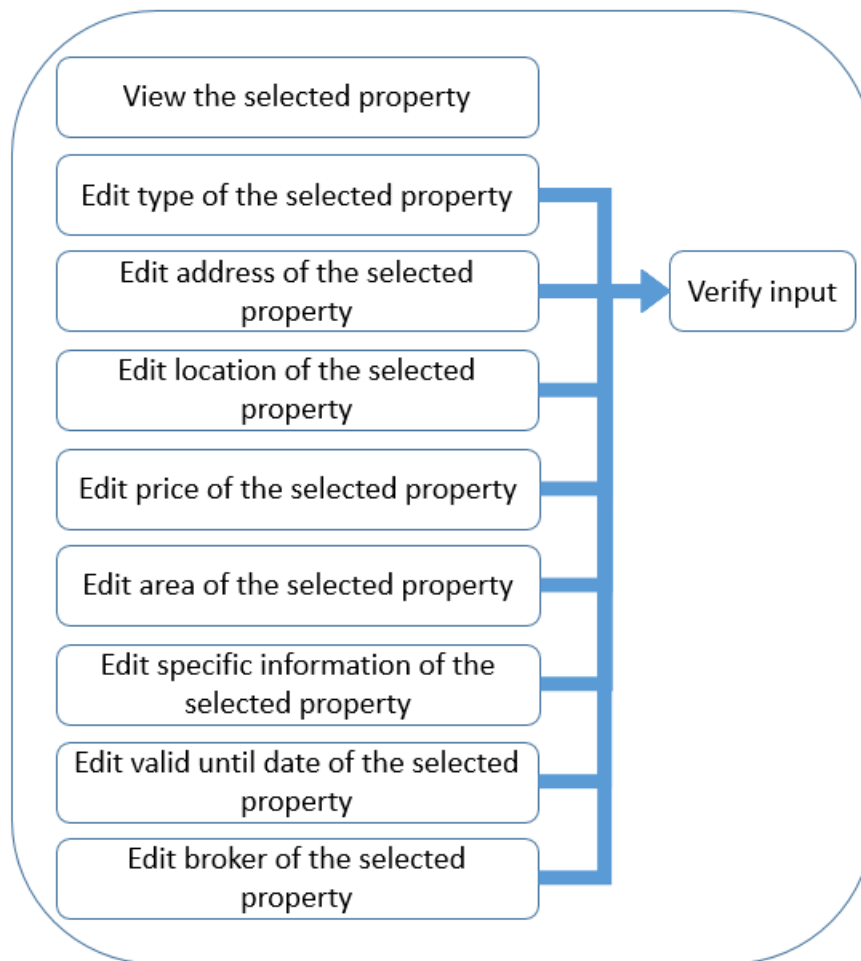 View the selected property
Edit type of the selected property
Edit address of the selected
property
Verify input
Edit location of the selected
property
Edit price of the selected property
Edit area of the selected property
Edit specific information of the
selected property
Edit valid until date of the selected
property
Edit broker of the selected
property